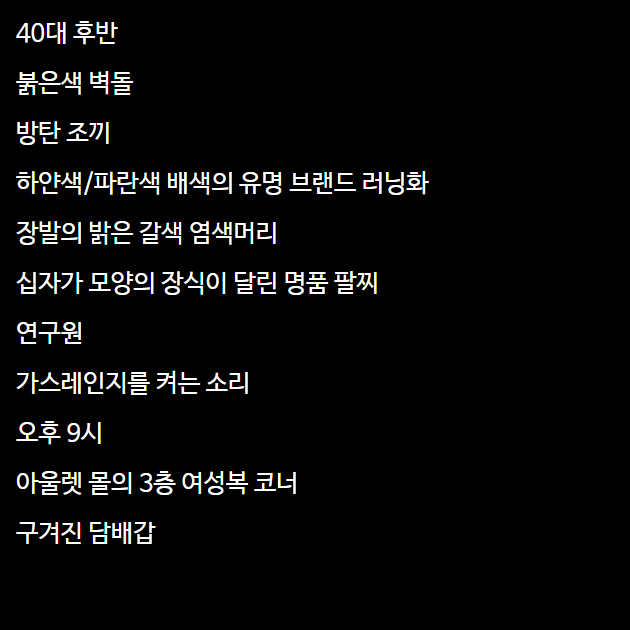 40대 후반
붉은색 벽돌
방탄 조끼
하얀색/파란색 배색의 유명 브랜드 러닝화
장발의 밝은 갈색 염색머리
십자가 모양의 장식이 달린 명품 팔찌
연구원
가스레인지를 켜는 소리
오후 9시
아울렛 몰의 3층 여성복 코너
구겨진 담배갑